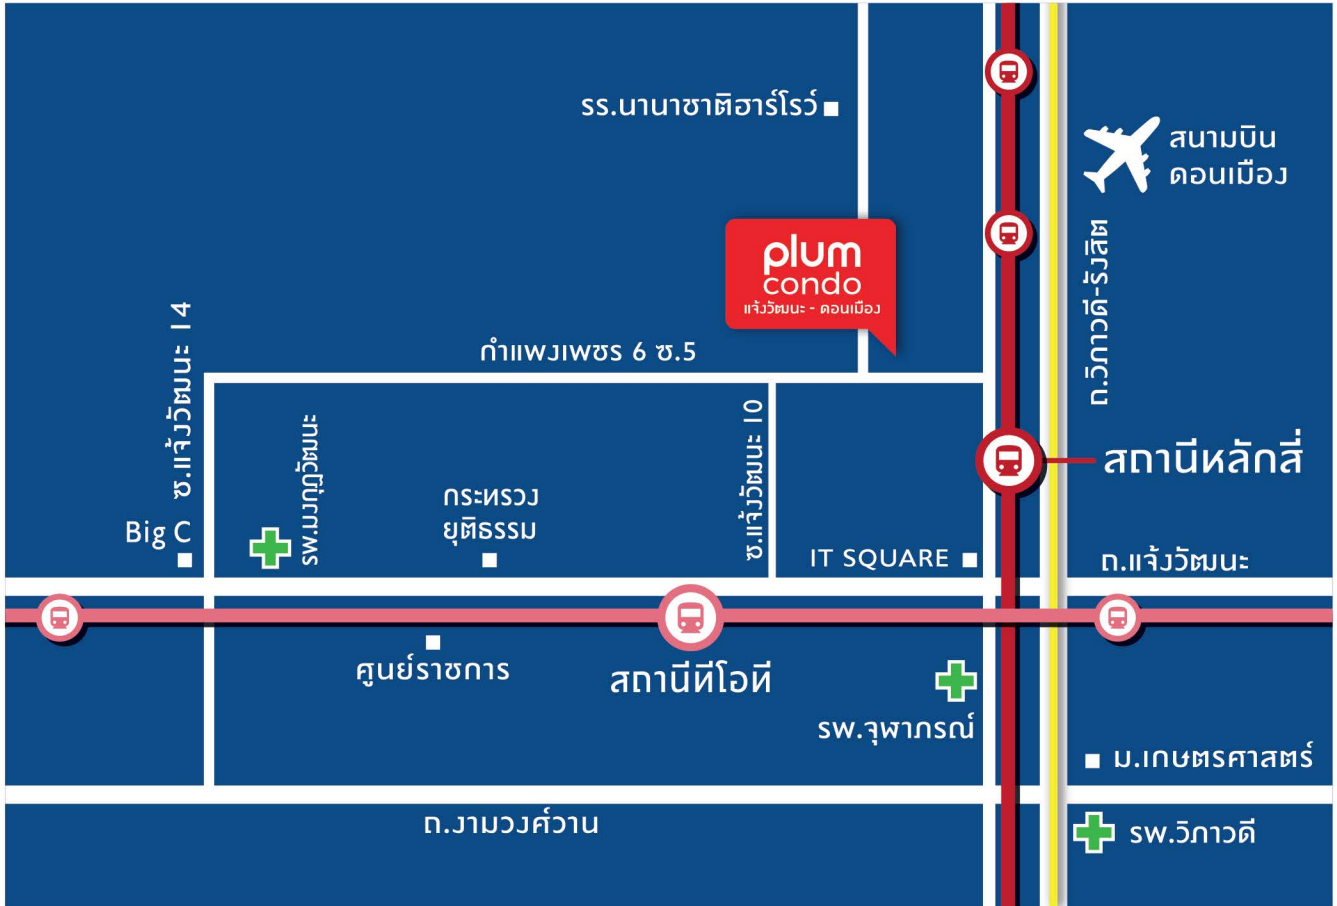 รร.นานาชาติฮาร์โรว์
สนามบิน
ดอนเมือง
plum
condo
แจ้งวัฒนะ - ดอนเมือง
ถ.วิภาวดี-รังสิต
กำแพงเพชร 6 ซ.5
ซ.แจ้งวัฒนะ 14
รพ.มงกุฎวัฒนะ
ซ.แจ้งวัฒนะ 10
สถานีหลักสี่
กระทรวง
ยุติธรรม
Big C
IT SQUARE
ถ.แจ้งวัฒนะ
ศูนย์ราชการ
สถานีทีโอที
รพ.จุฬาภรณ์
ม.เกษตรศาสตร์
ถ.งามวงศ์วาน
รพ.วิภาวดี